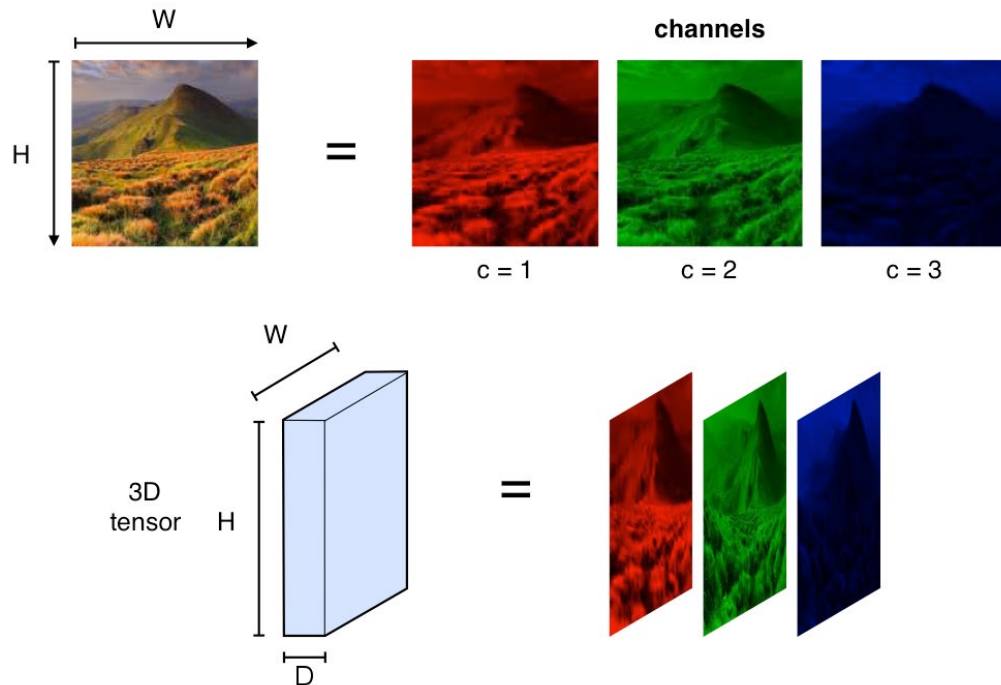 W
channels
H
=
c = 1
c = 2
c = 3
W
3D
tensor
H
=
D